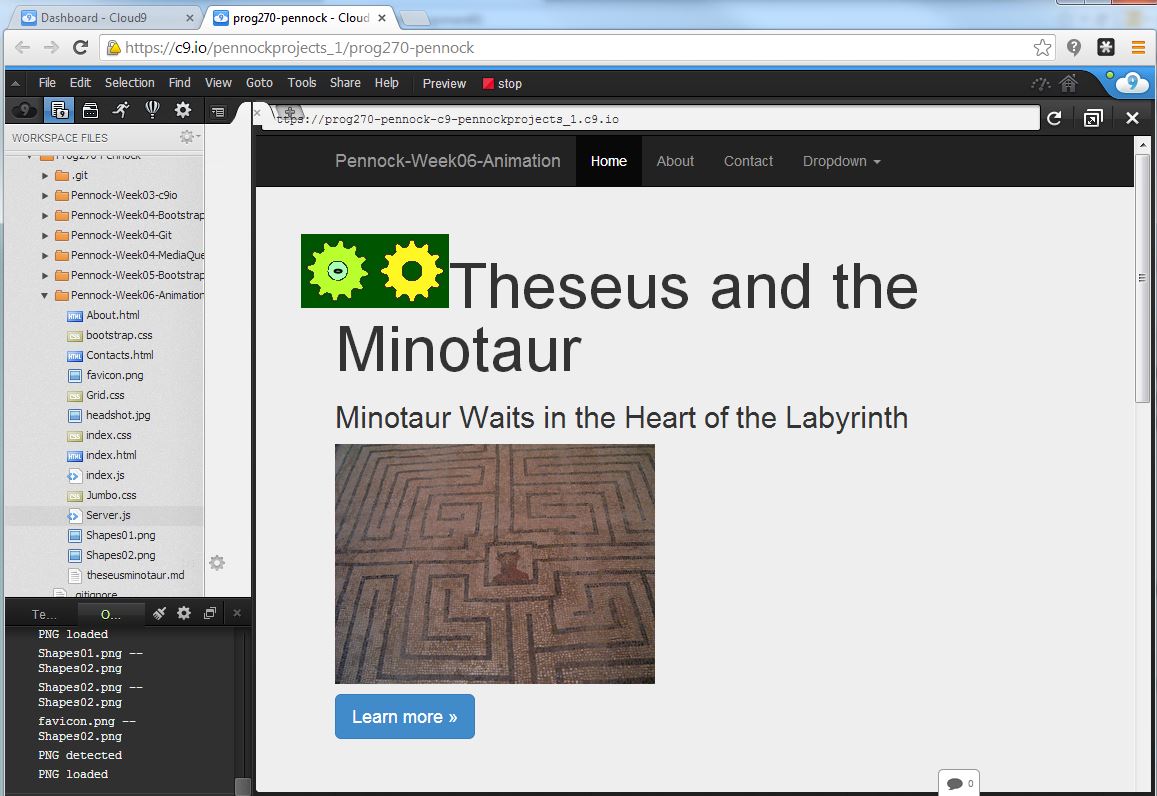 Dashboard - Cloud9
prog270-pennock - Cloud
https://c9.io/pennockprojects_1/prog270-pennock
File Edit Selection Find View Goto Tools Share Help Preview stop
9
WORKSPACE FILES
ttps://prog270-pennock-c9-pennockprojects_1.c9.io
Prog270-Pennock
.git
Pennock-Week03-c9io
Pennock-Week04-Bootstrap
Pennock-Week04-Git
Pennock-Week04-MediaQue
Pennock-Week05-Bootstrap
Pennock-Week06-Animation
About.html
bootstrap.css
Contacts.html
favicon.png
Grid.css
headshot.jpg
index.css
index.html
index.js
Jumbo.css
Server.js
Shapes01.png
Shapes02.png
theseusminotaur.md
.gitignore
Te...
O...
PNG loaded
Shapes01.png --
Shapes02.png
Shapes02.png --
Shapes02.png
favicon.png --
Shapes02.png
PNG detected
PNG loaded
Pennock-Week06-Animation Home About Contact Dropdown
Theseus and the
Minotaur
Minotaur Waits in the Heart of the Labyrinth
Learn more »
0